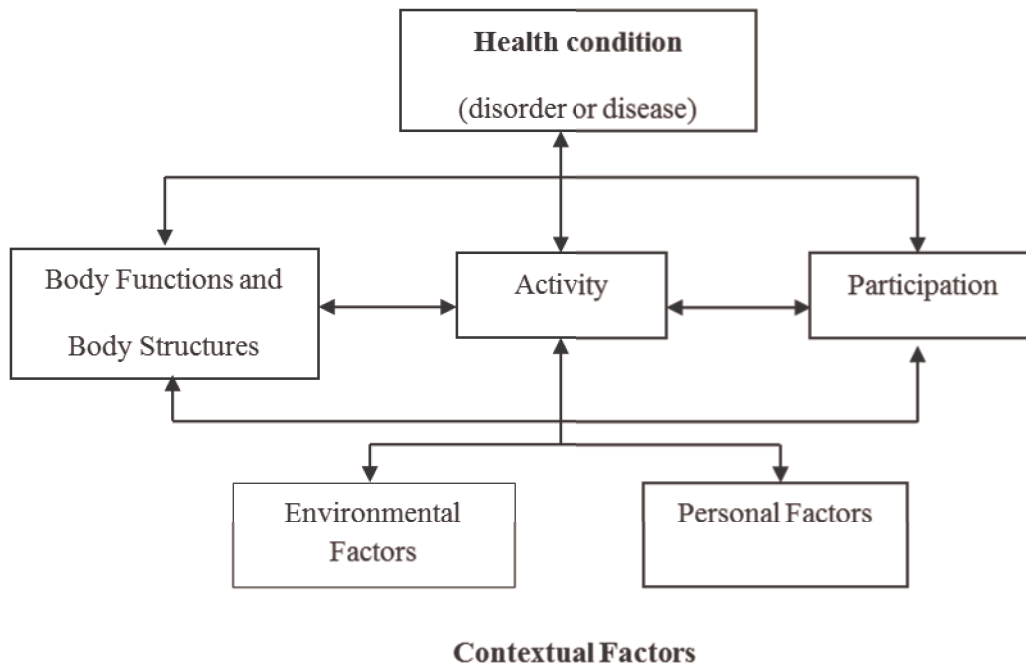 Health condition
(disorder or disease)
Body Functions and
Body Structures
Activity
Participation
Environmental
Factors
Personal Factors
Contextual Factors